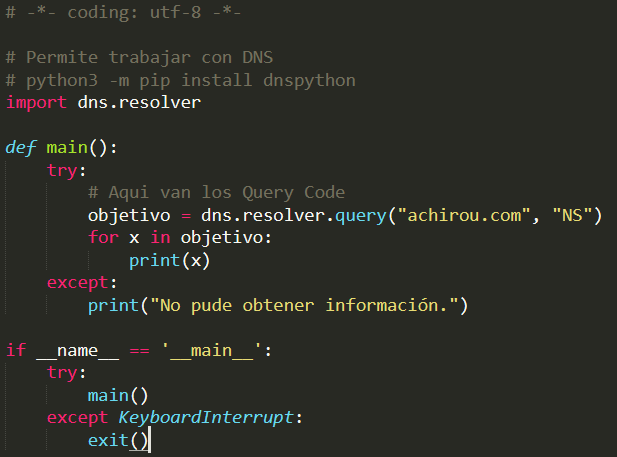 # -*- coding: utf-8 -*-
# Permite trabajar con DNS
# python3 -m pip install dnspython
import dns.resolver
def main():
try:
# Aqui van los Query Code
objetivo = dns.resolver.query("achirou.com", "NS")
for x in objetivo:
print(x)
except:
print("No pude obtener información.")
if __name__ == '__main__':
try:
main()
except KeyboardInterrupt:
exit()